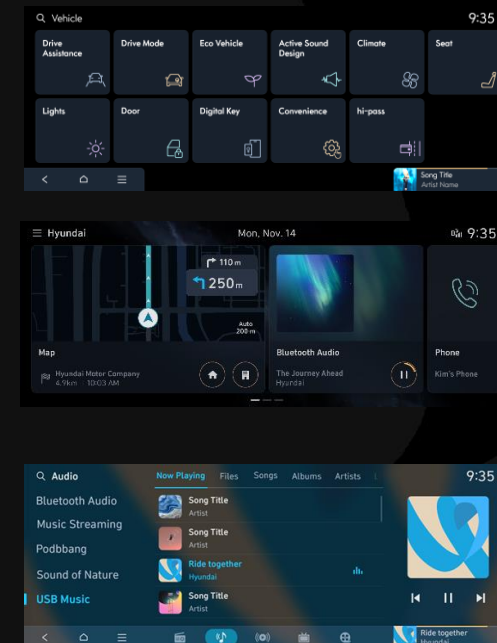 Vehicle
9:35
Drive
Assistance
Drive Mode
Eco Vehicle
Active Sound
Design
Climate
Seat
Lights
Door
Digital Key
Convenience
hi-pass
Song Title
Artist Name
Hyundai
Mon, Nov. 14
9:35
110 m
250 m
Auto
200 m
Map
Hyundai Motor Company
4.9km 10:03 AM
Bluetooth Audio
The Journey Ahead
Hyundai
Phone
Kim's Phone
Audio
Now Playing Files Songs Albums Artists
9:35
Bluetooth Audio
Music Streaming
Podbbang
Sound of Nature
USB Music
Song Title
Artist
Song Title
Artist
Ride together
Hyundai
Song Title
Artist
Ride together
Hyundai